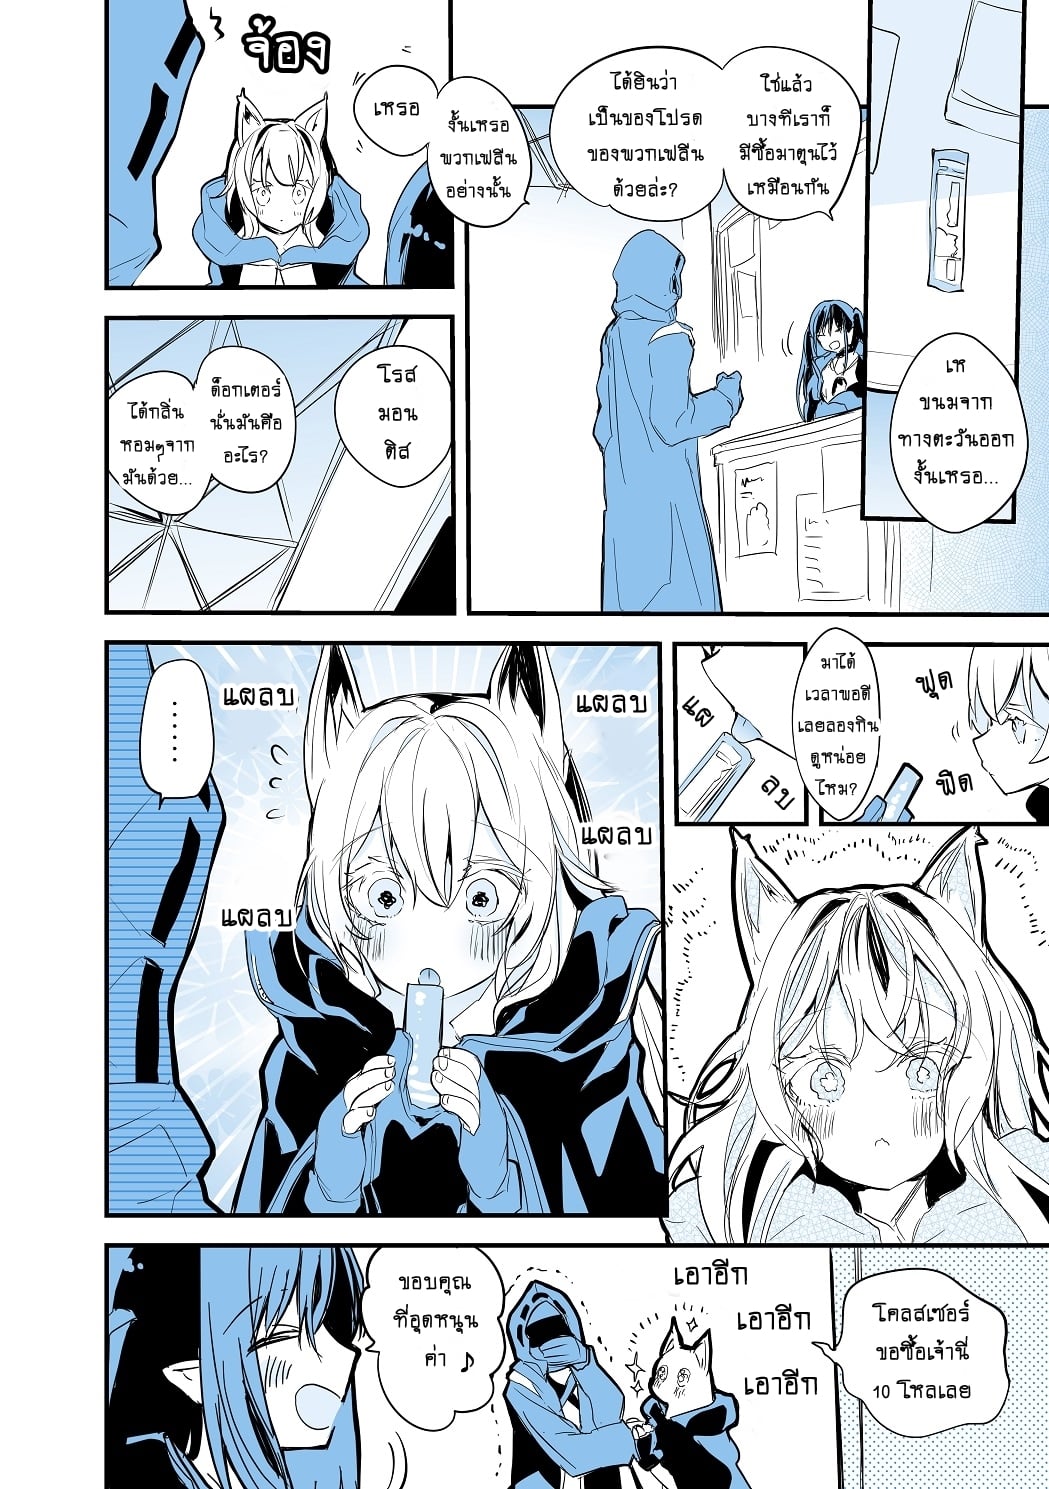 เห
ขนมจาก
ทางตะวันออก
งั้นเหรอ...
ใช่แล้ว
บางทีเราก็
มีซื้อมาตุนไว้
เหมือนกัน
ได้ยินว่า
เป็นของโปรด
ของพวกเฟลีน
ด้วยล่ะ?
งั้นเหรอ
พวกเฟลีน
อย่างนั้น
เหรอ
จ้อง
โรส
มอน
ติส
ด็อกเตอร์
นั่นมันคือ
อะไร?
ได้กลิ่น
หอมๆจาก
มันด้วย...
มาได้
เวลาพอดี
เลยลองกิน
ดูหน่อย
ไหม?
ฟุด
ฟิด
แผ
ลบ
แผลบ
แผลบ
แผลบ
แผลบ
......
โคลสเซอร์
ขอซื้อเจ้านี่
10 โหลเลย
เอาอีก
เอาอีก
เอาอีก
ขอบคุณ
ที่อุดหนุน
ค่า ♪